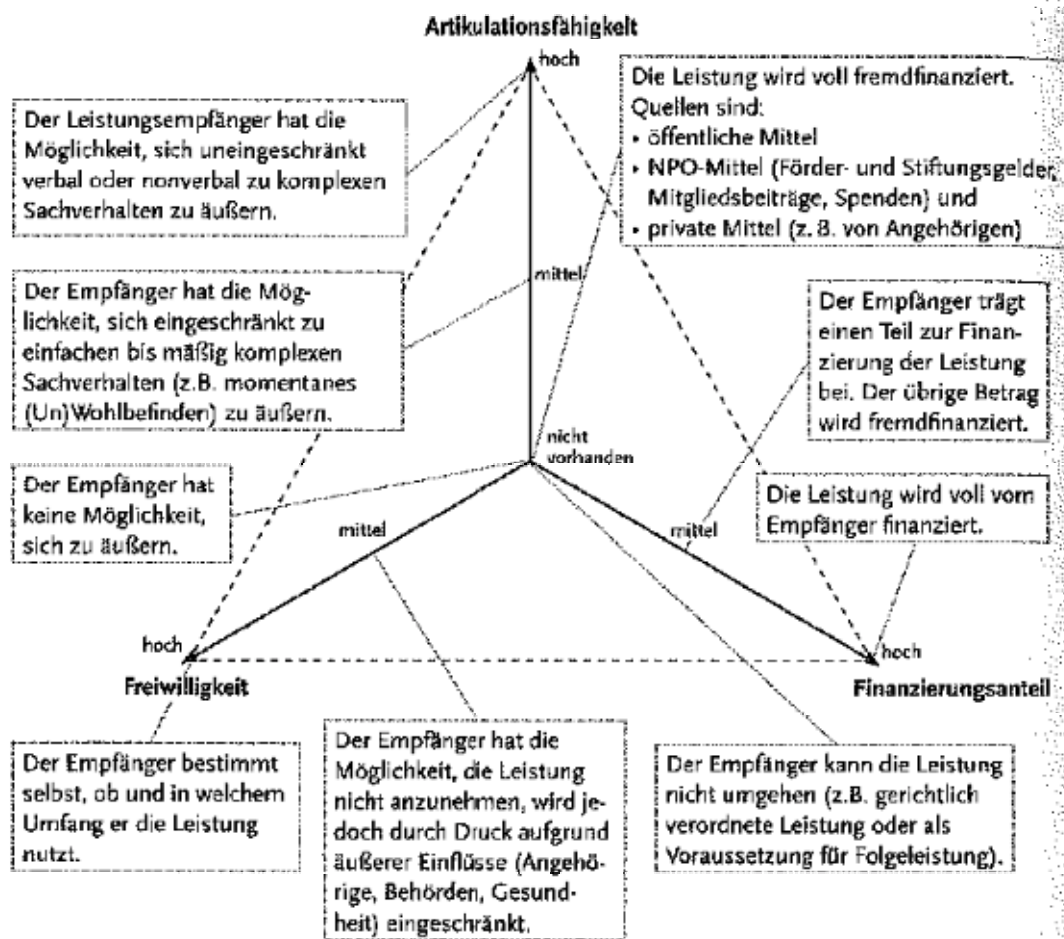 Artikulationsfähigkeit
hoch
Die Leistung wird voll fremdfinanziert.
Quellen sind:
• öffentliche Mittel
• NPO-Mittel (Förder- und Stiftungsgelder,
Mitgliedsbeiträge, Spenden) und
• private Mittel (z. B. von Angehörigen)
Der Leistungsempfänger hat die
Möglichkeit, sich uneingeschränkt
verbal oder nonverbal zu komplexen
Sachverhalten zu äußern.
mittel
Der Empfänger hat die Mög-
lichkeit, sich eingeschränkt zu
einfachen bis mäßig komplexen
Sachverhalten (z.B. momentanes
(Un)Wohlbefinden) zu äußern.
Der Empfänger trägt
einen Teil zur Finan-
zierung der Leistung
bei. Der übrige Betrag
wird fremdfinanziert.
nicht
vorhanden
Der Empfänger hat
keine Möglichkeit,
sich zu äußern.
Die Leistung wird voll vom
Empfänger finanziert.
mittel
mittel
hoch
hoch
Freiwilligkeit
Finanzierungsanteil
Der Empfänger bestimmt
selbst, ob und in welchem
Umfang er die Leistung
nutzt.
Der Empfänger hat die
Möglichkeit, die Leistung
nicht anzunehmen, wird je-
doch durch Druck aufgrund
äußerer Einflüsse (Angehö-
rige, Behörden, Gesund-
heit) eingeschränkt.
Der Empfänger kann die Leistung
nicht umgehen (z.B. gerichtlich
verordnete Leistung oder als
Voraussetzung für Folgeleistung).